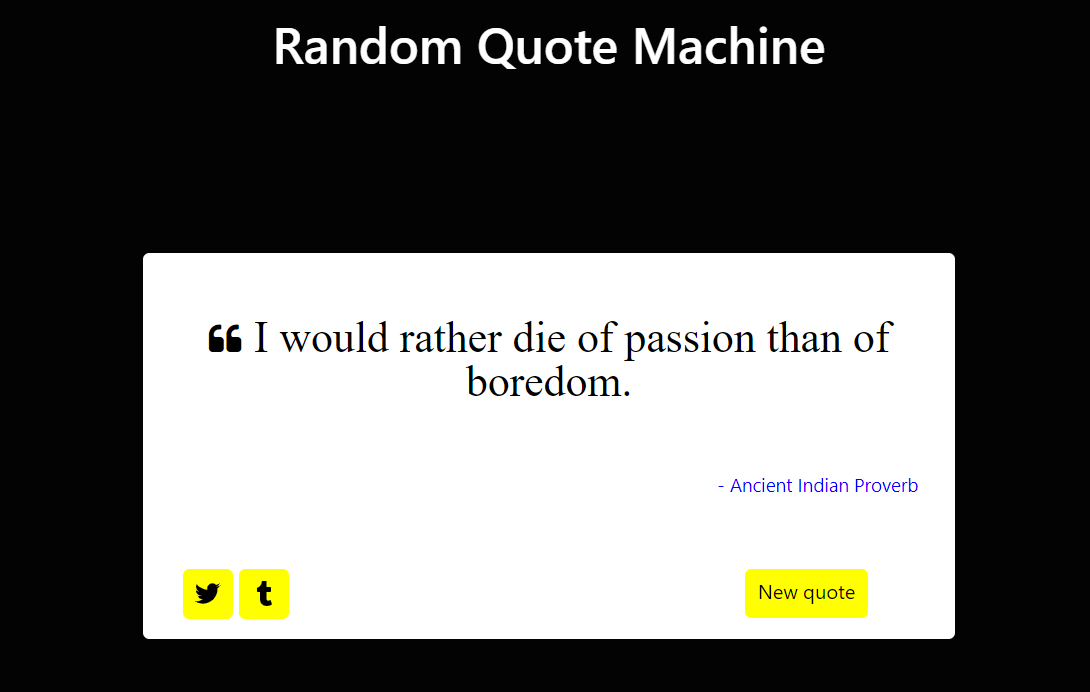 Random Quote Machine
❝ I would rather die of passion than of
boredom.
- Ancient Indian Proverb
New quote